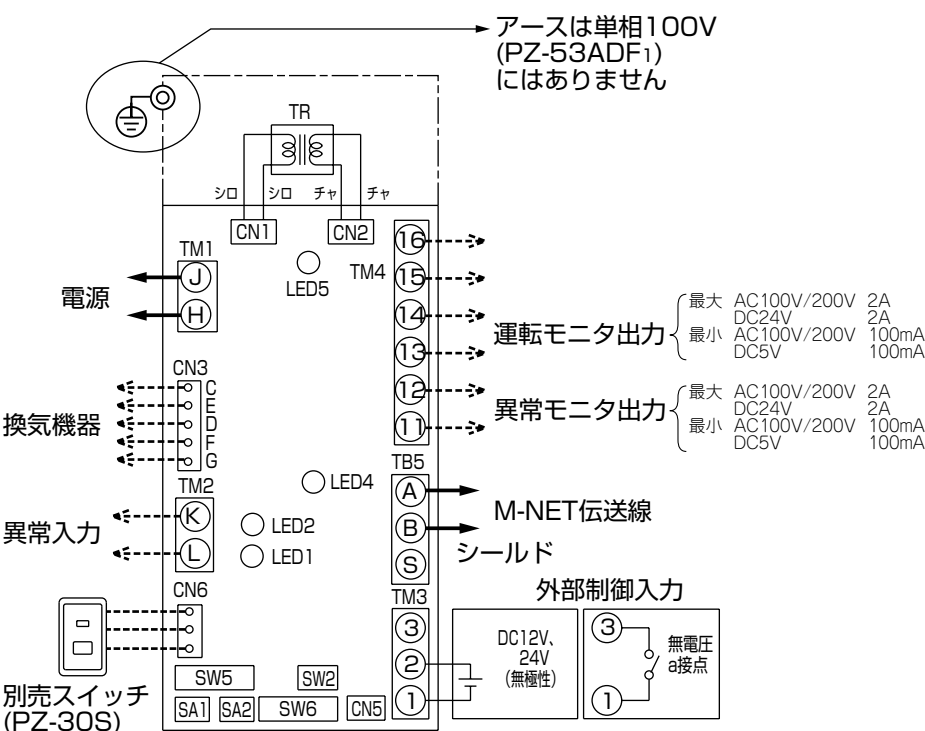 アースは単相100V
(PZ-53ADF1)
にはありません
TR
シロ シロ チャ チャ
CN1 CN2
TM1
J
H
電源
LED5
TM4
16
15
14
13
12
11
運転モニタ出力
最大 AC100V/200V 2A
DC24V 2A
最小 AC100V/200V 100mA
DC5V 100mA
異常モニタ出力
最大 AC100V/200V 2A
DC24V 2A
最小 AC100V/200V 100mA
DC5V 100mA
CN3
C
E
D
F
G
換気機器
TM2
K
L
異常入力
LED4
LED2
LED1
TB5
A
B
S
M-NET伝送線
シールド
CN6
別売スイッチ
(PZ-30S)
SW5 SW2
SA1 SA2 SW6 CN5
TM3
3
2
1
外部制御入力
DC12V、
24V
(無極性)
3
1
無電圧
a接点